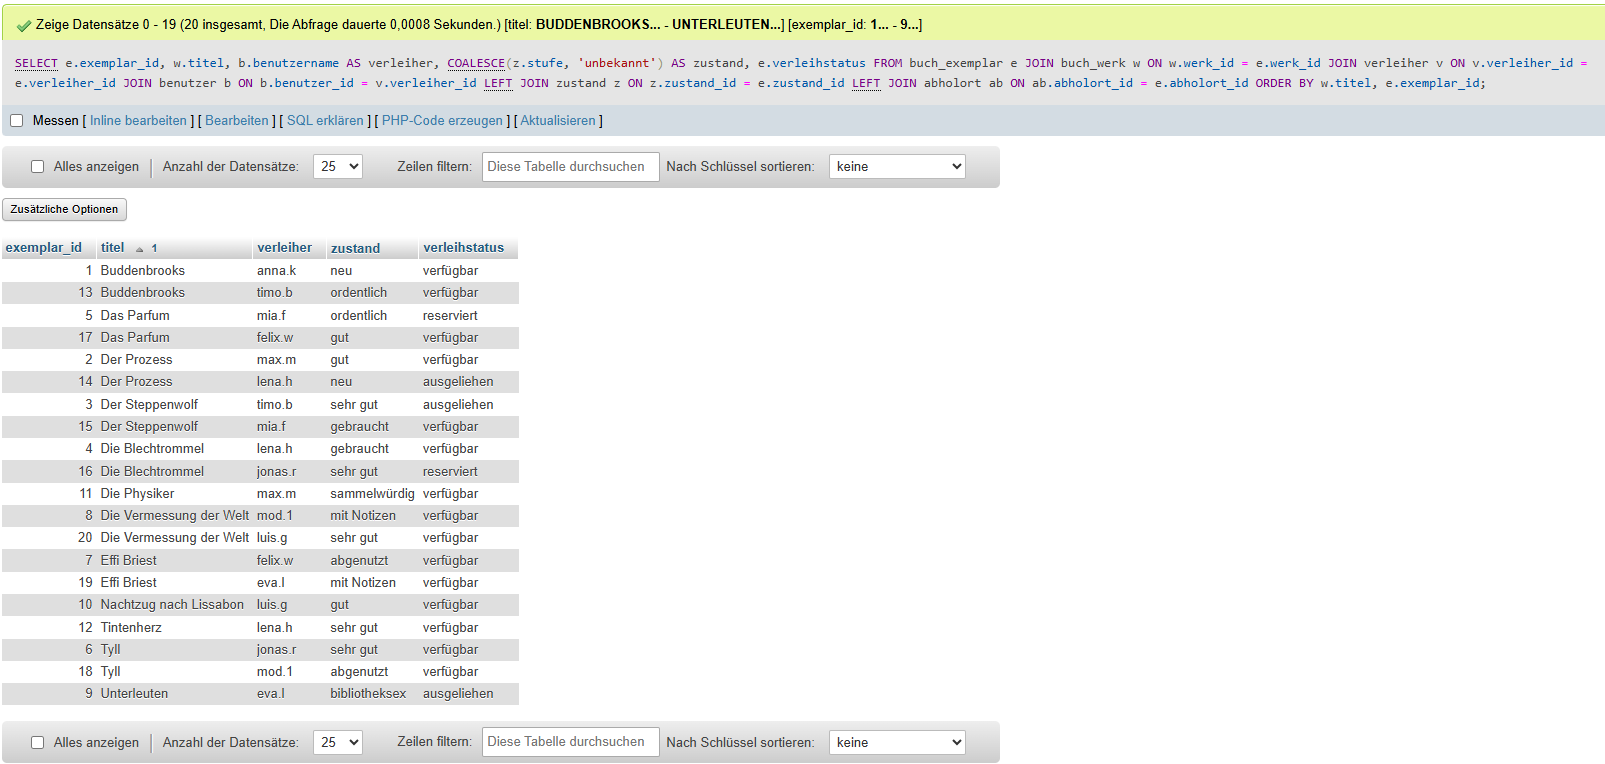 Zeige Datensätze 0 - 19 (20 insgesamt, Die Abfrage dauerte 0,0008 Sekunden.) [titel: BUDDENBROOKS... - UNTERLEUTEN...] [exemplar_id: 1... - 9...]
SELECT e.exemplar_id, w.titel, b.benutzername AS verleiher, COALESCE(z.stufe, 'unbekannt') AS zustand, e.verleihstatus FROM buch_exemplar e JOIN buch_werk w ON w.werk_id = e.werk_id JOIN verleiher v ON v.verleiher_id =
e.verleiher_id JOIN benutzer b ON b.benutzer_id = v.verleiher_id LEFT JOIN zustand z ON z.zustand_id = e.zustand_id LEFT JOIN abholort ab ON ab.abholort_id = e.abholort_id ORDER BY w.titel, e.exemplar_id;
Messen [ Inline bearbeiten ] [ Bearbeiten ] [ SQL erklären ] [ PHP-Code erzeugen ] [ Aktualisieren ]
Alles anzeigen Anzahl der Datensätze: 25 Zeilen filtern: Diese Tabelle durchsuchen Nach Schlüssel sortieren: keine
Zusätzliche Optionen
exemplar_id titel 1 verleiher zustand verleihstatus
1 Buddenbrooks anna.k neu verfügbar
13 Buddenbrooks timo.b ordentlich verfügbar
5 Das Parfum mia.f ordentlich reserviert
17 Das Parfum felix.w gut verfügbar
2 Der Prozess max.m gut verfügbar
14 Der Prozess lena.h neu ausgeliehen
3 Der Steppenwolf timo.b sehr gut ausgeliehen
15 Der Steppenwolf mia.f gebraucht verfügbar
4 Die Blechtrommel lena.h gebraucht verfügbar
16 Die Blechtrommel jonas.r sehr gut reserviert
11 Die Physiker max.m sammelwürdig verfügbar
8 Die Vermessung der Welt mod.1 mit Notizen verfügbar
20 Die Vermessung der Welt luis.g sehr gut verfügbar
7 Effi Briest felix.w abgenutzt verfügbar
19 Effi Briest eva.l mit Notizen verfügbar
10 Nachtzug nach Lissabon luis.g gut verfügbar
12 Tintenherz lena.h sehr gut verfügbar
6 Tyll jonas.r sehr gut verfügbar
18 Tyll mod.1 abgenutzt verfügbar
9 Unterleuten eva.l bibliotheksex ausgeliehen
Alles anzeigen Anzahl der Datensätze: 25 Zeilen filtern: Diese Tabelle durchsuchen Nach Schlüssel sortieren: keine